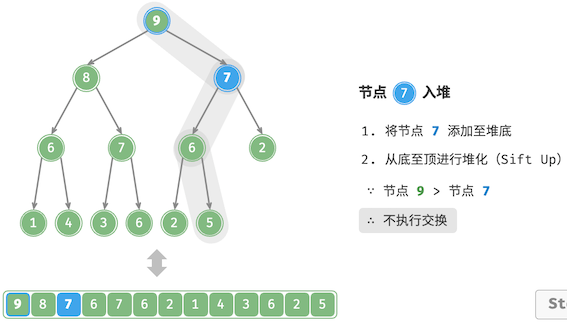 9
8 7
6 7 6 2
1 4 3 6 2 5
9 8 7 6 7 6 2 1 4 3 6 2 5
节点 7 入堆
1. 将节点 7 添加至堆底
2. 从底至顶进行堆化（Sift Up）
∵ 节点 9 > 节点 7
∴ 不执行交换